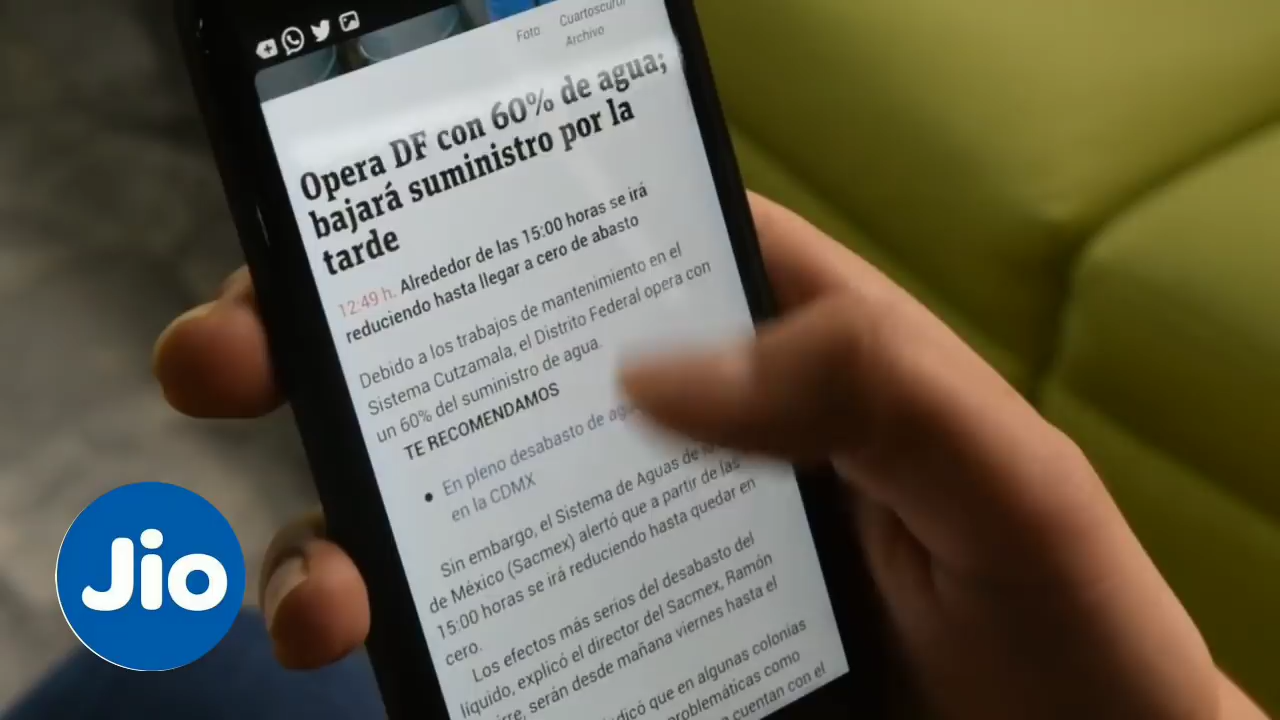 Foto Cuartoscuro/
Archivo
Opera DF con 60% de agua;
bajará suministro por la
tarde
12:49 h. Alrededor de las 15:00 horas se irá
reduciendo hasta llegar a cero de abasto
Debido a los trabajos de mantenimiento en el
Sistema Cutzamala, el Distrito Federal opera con
un 60% del suministro de agua.
TE RECOMENDAMOS
• En pleno desabasto de
en la CDMX
Sin embargo, el Sistema de Aguas de
de México (Sacmex) alertó que a partir de las
15:00 horas se irá reduciendo hasta quedar en
cero.
Los efectos más serios del desabasto del
líquido, explicó el director del Sacmex, Ramón
serán desde mañana viernes hasta el
que en algunas colonias
como
cuentan con el
Jio